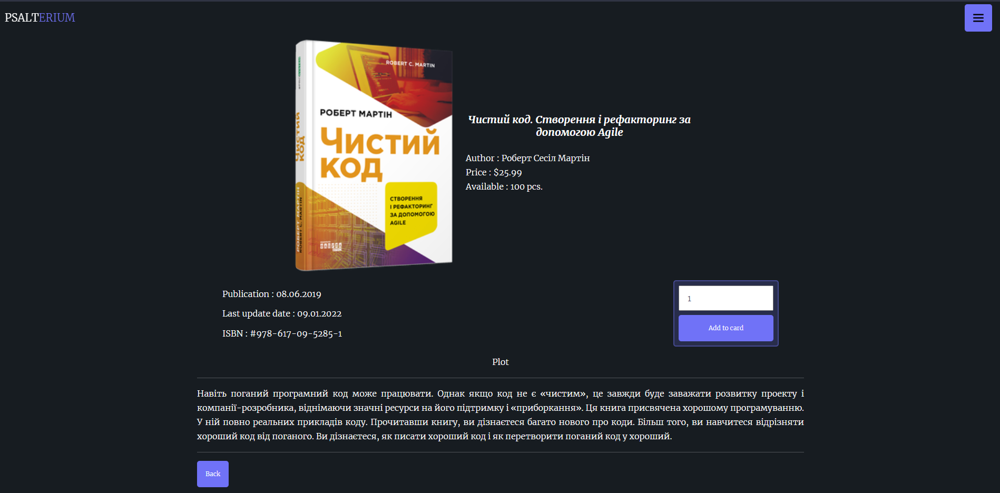 PSALTERIUM
ROBERT C. MARTIN
РОБЕРТ МАРТІН
Чистий
код
СТВОРЕННЯ
І РЕФАКТОРИНГ
ЗА ДОПОМОГОЮ
AGILE
ЧИСТИЙ
КОД
РОБЕРТ МАРТІН
ROBERT C. MARTIN
Чистий код. Створення і рефакторинг за
допомогою Agile
Author : Роберт Сесіл Мартін
Price : $25.99
Available : 100 pcs.
Publication : 08.06.2019
Last update date : 09.01.2022
ISBN : #978-617-09-5285-1
1
Add to card
Plot
Навіть поганий програмний код може працювати. Однак якщо код не є «чистим», це завжди буде заважати розвитку проекту і
компанії-розробника, віднімаючи значні ресурси на його підтримку і «приборкання». Ця книга присвячена хорошому програмуванню.
У ній повно реальних прикладів коду. Прочитавши книгу, ви дізнаєтеся багато нового про коди. Більш того, ви навчитеся відрізняти
хороший код від поганого. Ви дізнаєтеся, як писати хороший код і як перетворити поганий код у хороший.
Back